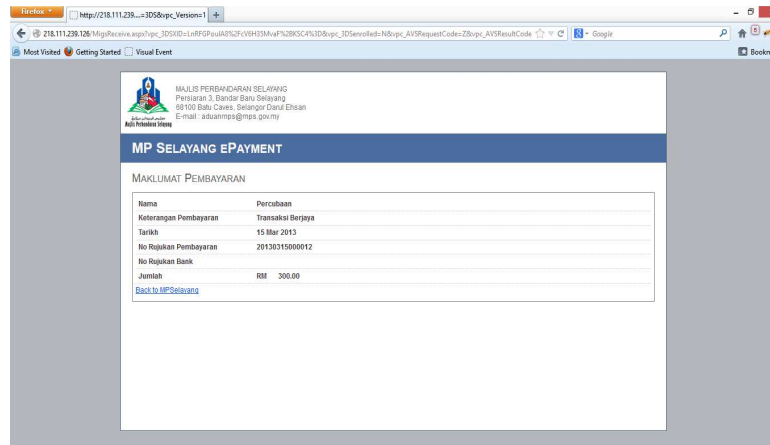 Firefox
http://218.111.239....=3DS&vpc_Version=1
218.111.239.126/MigsReceive.aspx?vpc_3DSXID=LnRFGPoulA8%2FcV6H3SMvaF%2BKSC4%3D&vpc_3DSenrolled=N&vpc_AVSRequestCode=Z&vpc_AVSResultCode
Google
Most Visited Getting Started Visual Event
Bookm
MAJLIS PERBANDARAN SELAYANG
Persiaran 3, Bandar Baru Selayang
68100 Batu Caves, Selangor Darul Ehsan
E-mail : aduanmps@mps.gov.my
Majlis Perbandaran Selayang
MP SELAYANG EPAYMENT
MAKLUMAT PEMBAYARAN
Nama Percubaan
Keterangan Pembayaran Transaksi Berjaya
Tarikh 15 Mar 2013
No Rujukan Pembayaran 20130315000012
No Rujukan Bank
Jumlah RM 300.00
Back to MPSelayang